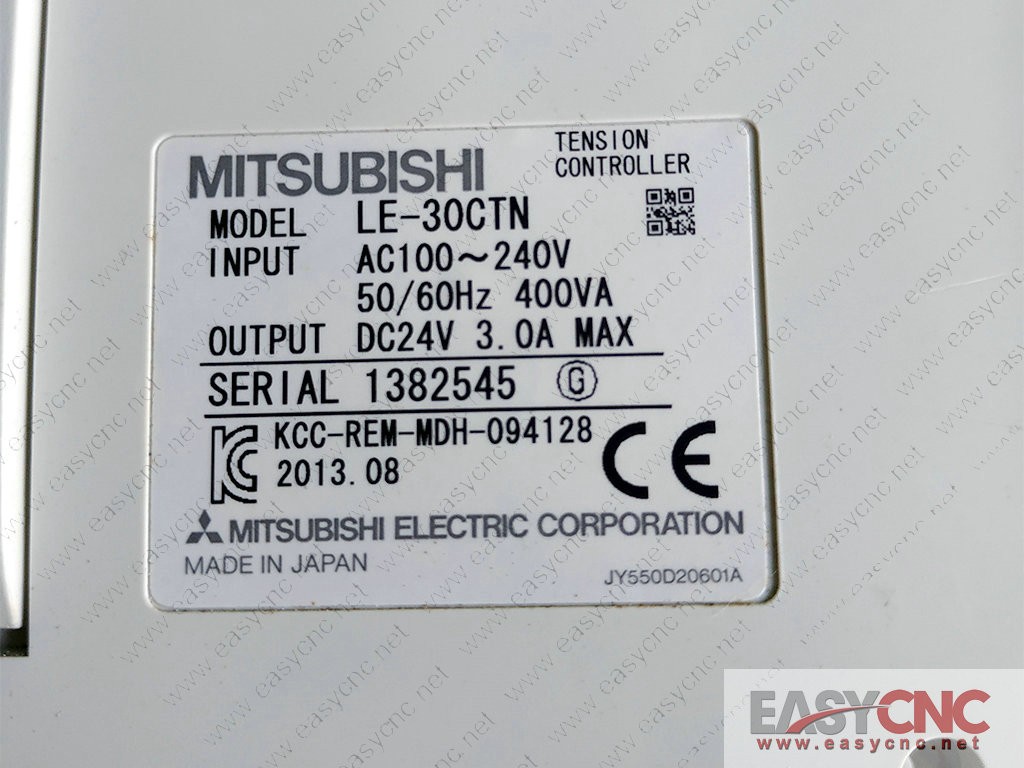 MITSUBISHI
TENSION
CONTROLLER
MODEL LE-30CTN
INPUT AC100～240V
50/60Hz 400VA
OUTPUT DC24V 3.0A MAX
SERIAL 1382545 G
KCC-REM-MDH-094128
2013.08
CE
MITSUBISHI ELECTRIC CORPORATION
MADE IN JAPAN
JY550D20601A
EASYCNC
www.easycnc.net